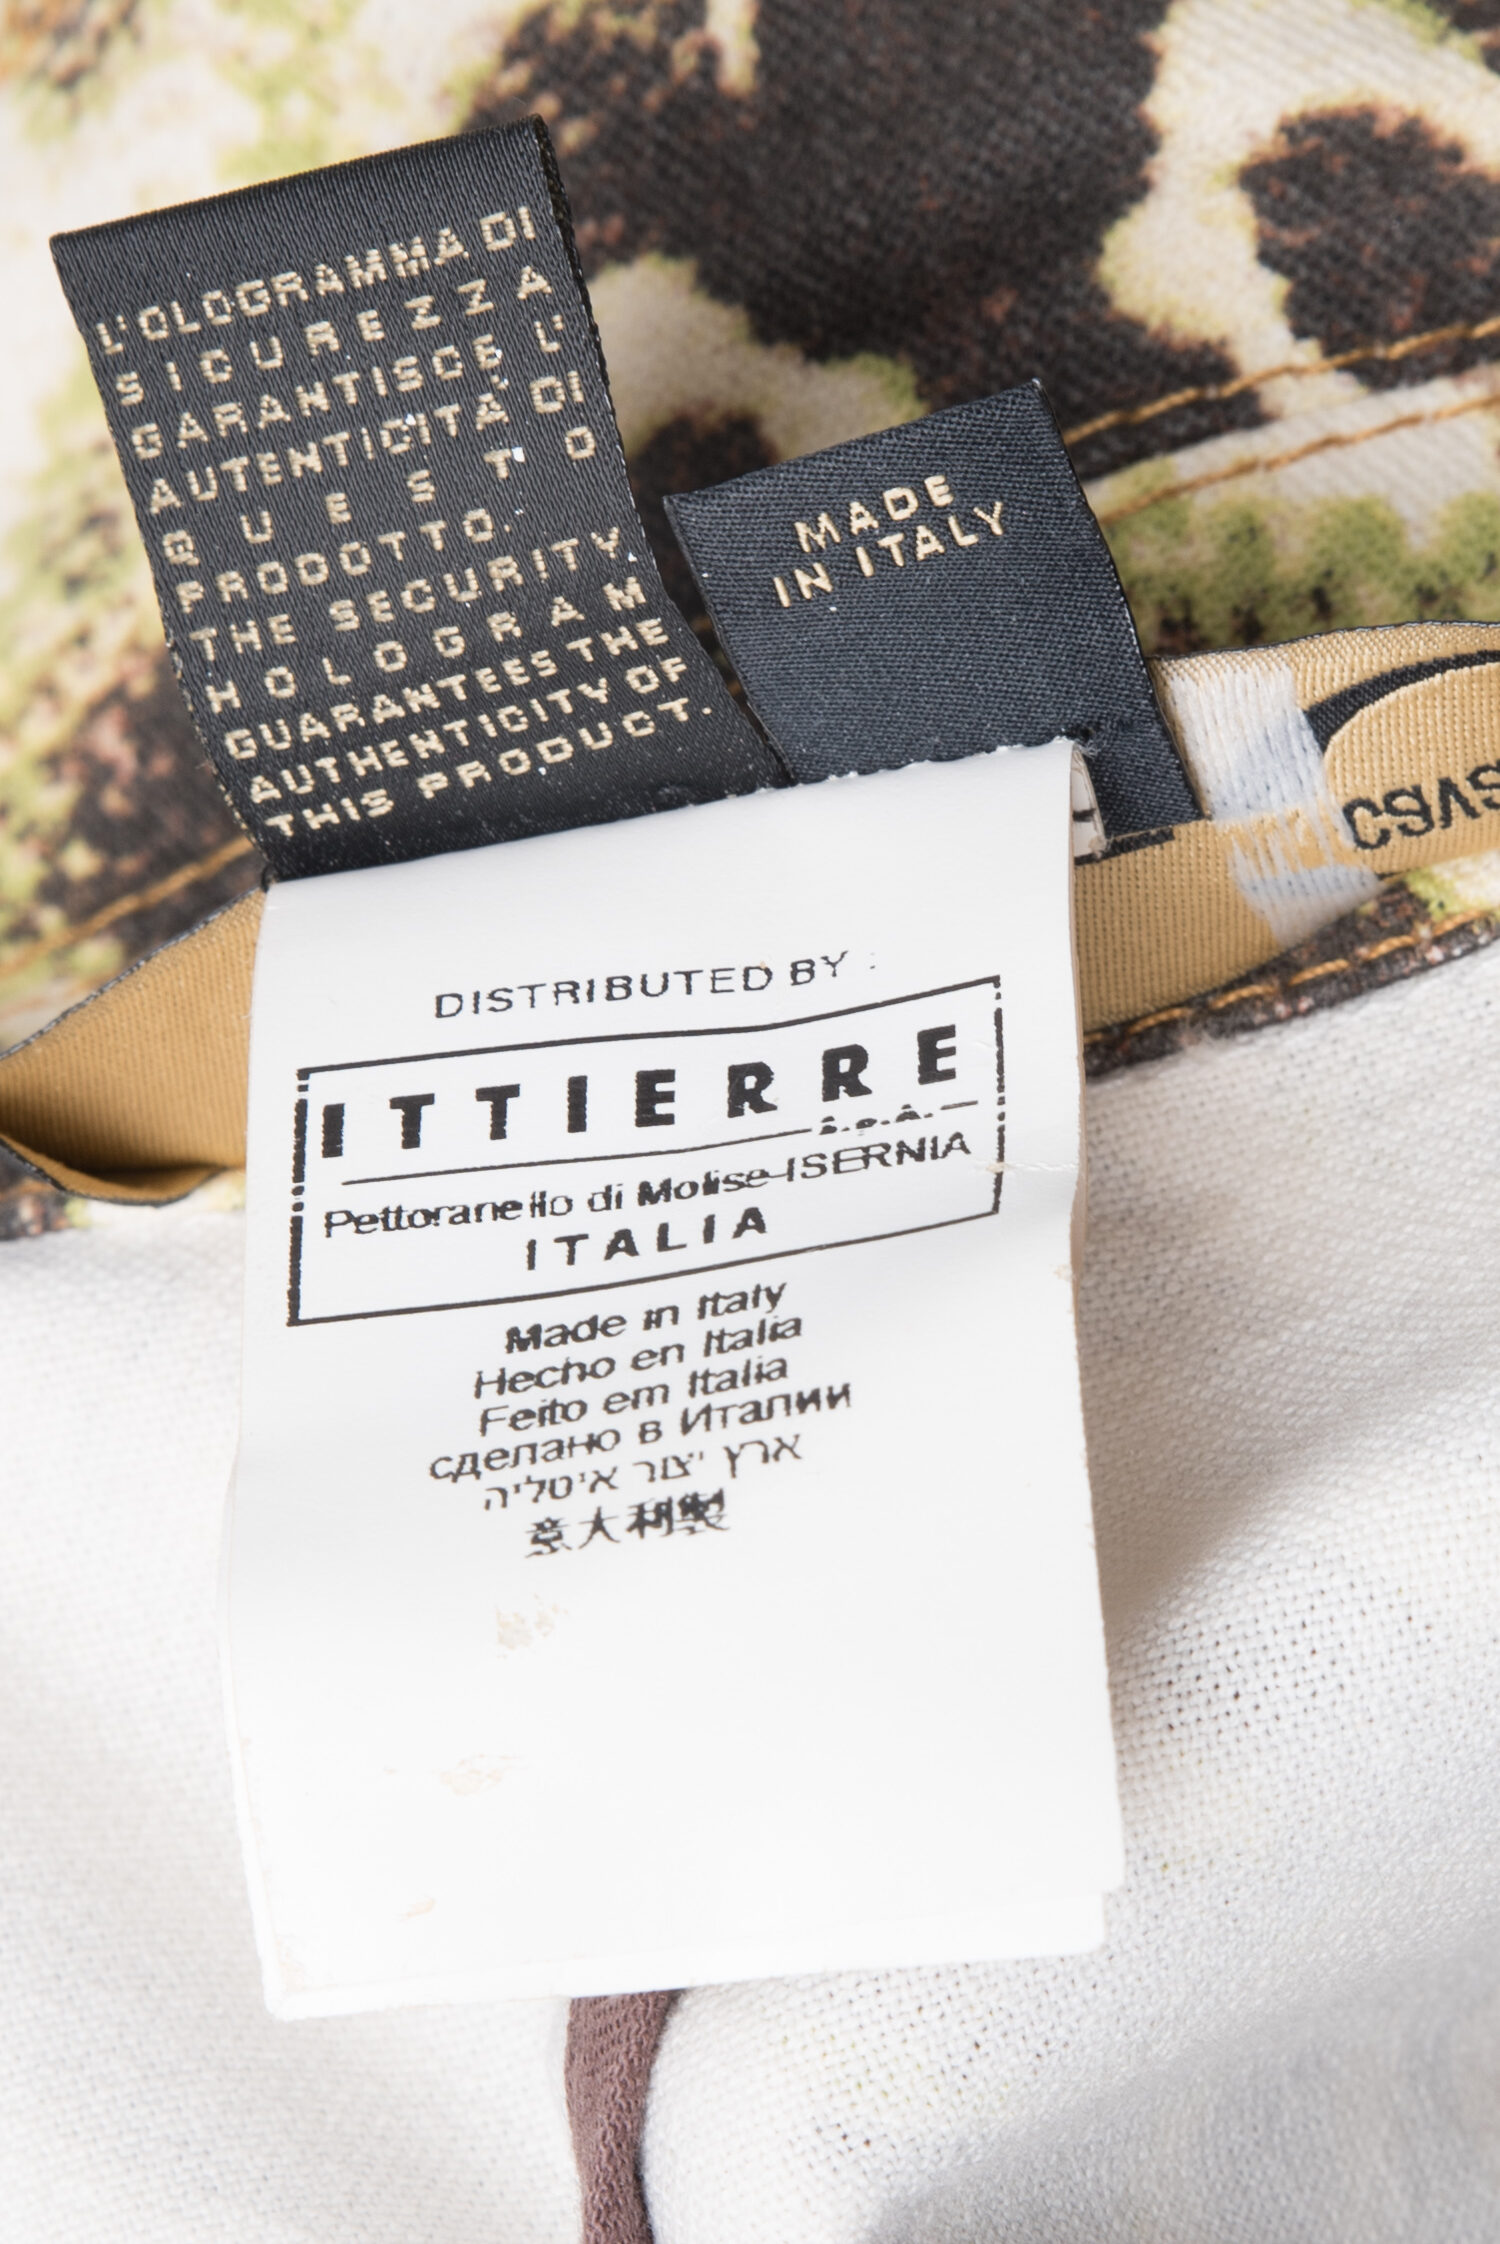 L'OLOGRAMMA DI
SICUREZZA
GARANTISCE L'
AUTENTICITÀ DI
QUESTO
PRODOTTO.
THE SECURITY
HOLOGRAM
GUARANTEES THE
AUTHENTICITY OF
THIS PRODUCT.
MADE
IN ITALY
DISTRIBUTED BY :
ITTIERRE
S.p.A.
Pettoranello di Molise-ISERNIA
ITALIA
Made in Italy
Hecho en Italia
Feito em Italia
сделано в Италии
ארץ יצור איטליה
意大利製